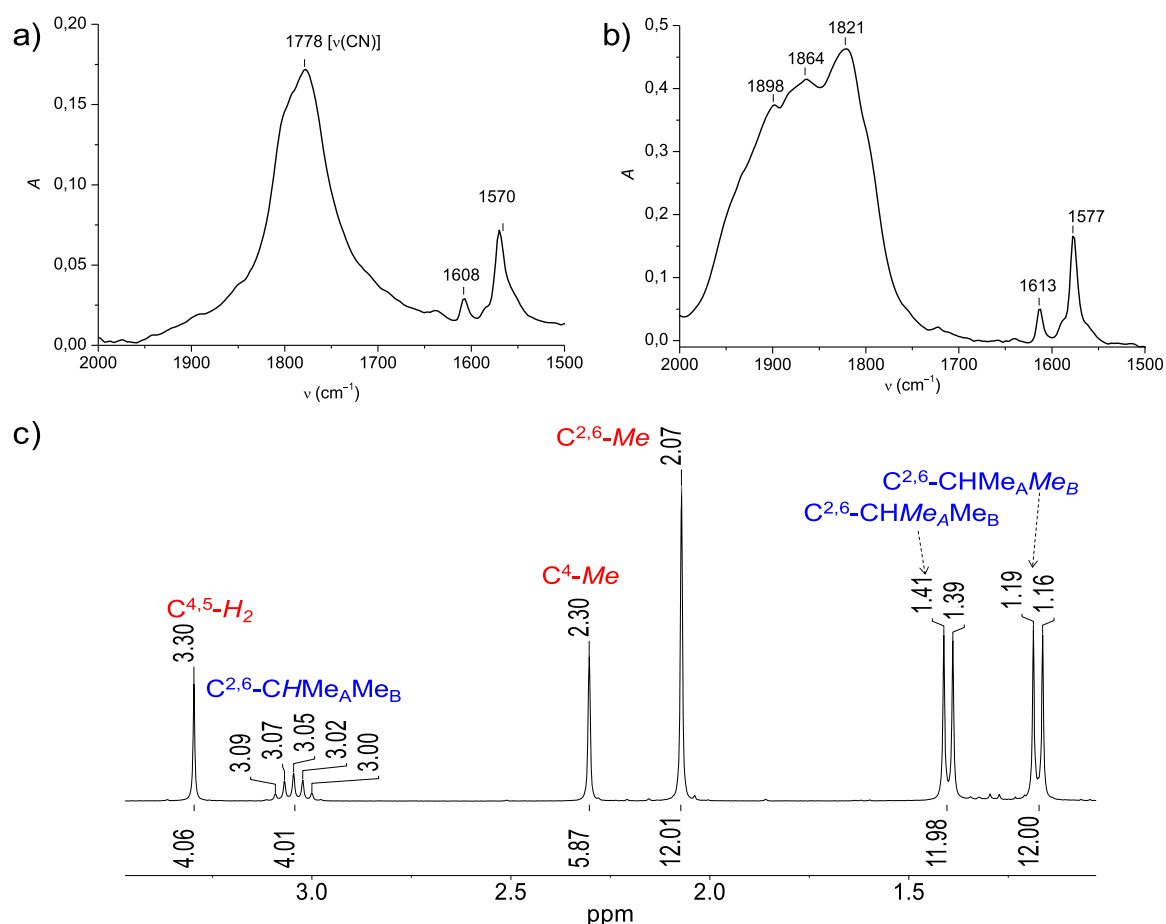 a)
1778 [ν(CN)]
1570
1608
0,20
0,15
0,10
0,05
0,00
A
2000 1900 1800 1700 1600 1500
ν (cm⁻¹)
b)
1821
1864
1898
1577
1613
0,5
0,4
0,3
0,2
0,1
0,0
A
2000 1900 1800 1700 1600 1500
ν (cm⁻¹)
c)
C²,⁶-Me
2.07
C²,⁶-CHMe_AMe_B
C²,⁶-CHMe_AMe_B
C⁴-Me
2.30
1.41 1.39 1.19 1.16
C⁴,⁵-H₂
3.30
C²,⁶-CHMe_AMe_B
3.09 3.07 3.05 3.02 3.00
4.06 4.01 5.87 12.01 11.98 12.00
3.0 2.5 2.0 1.5
ppm